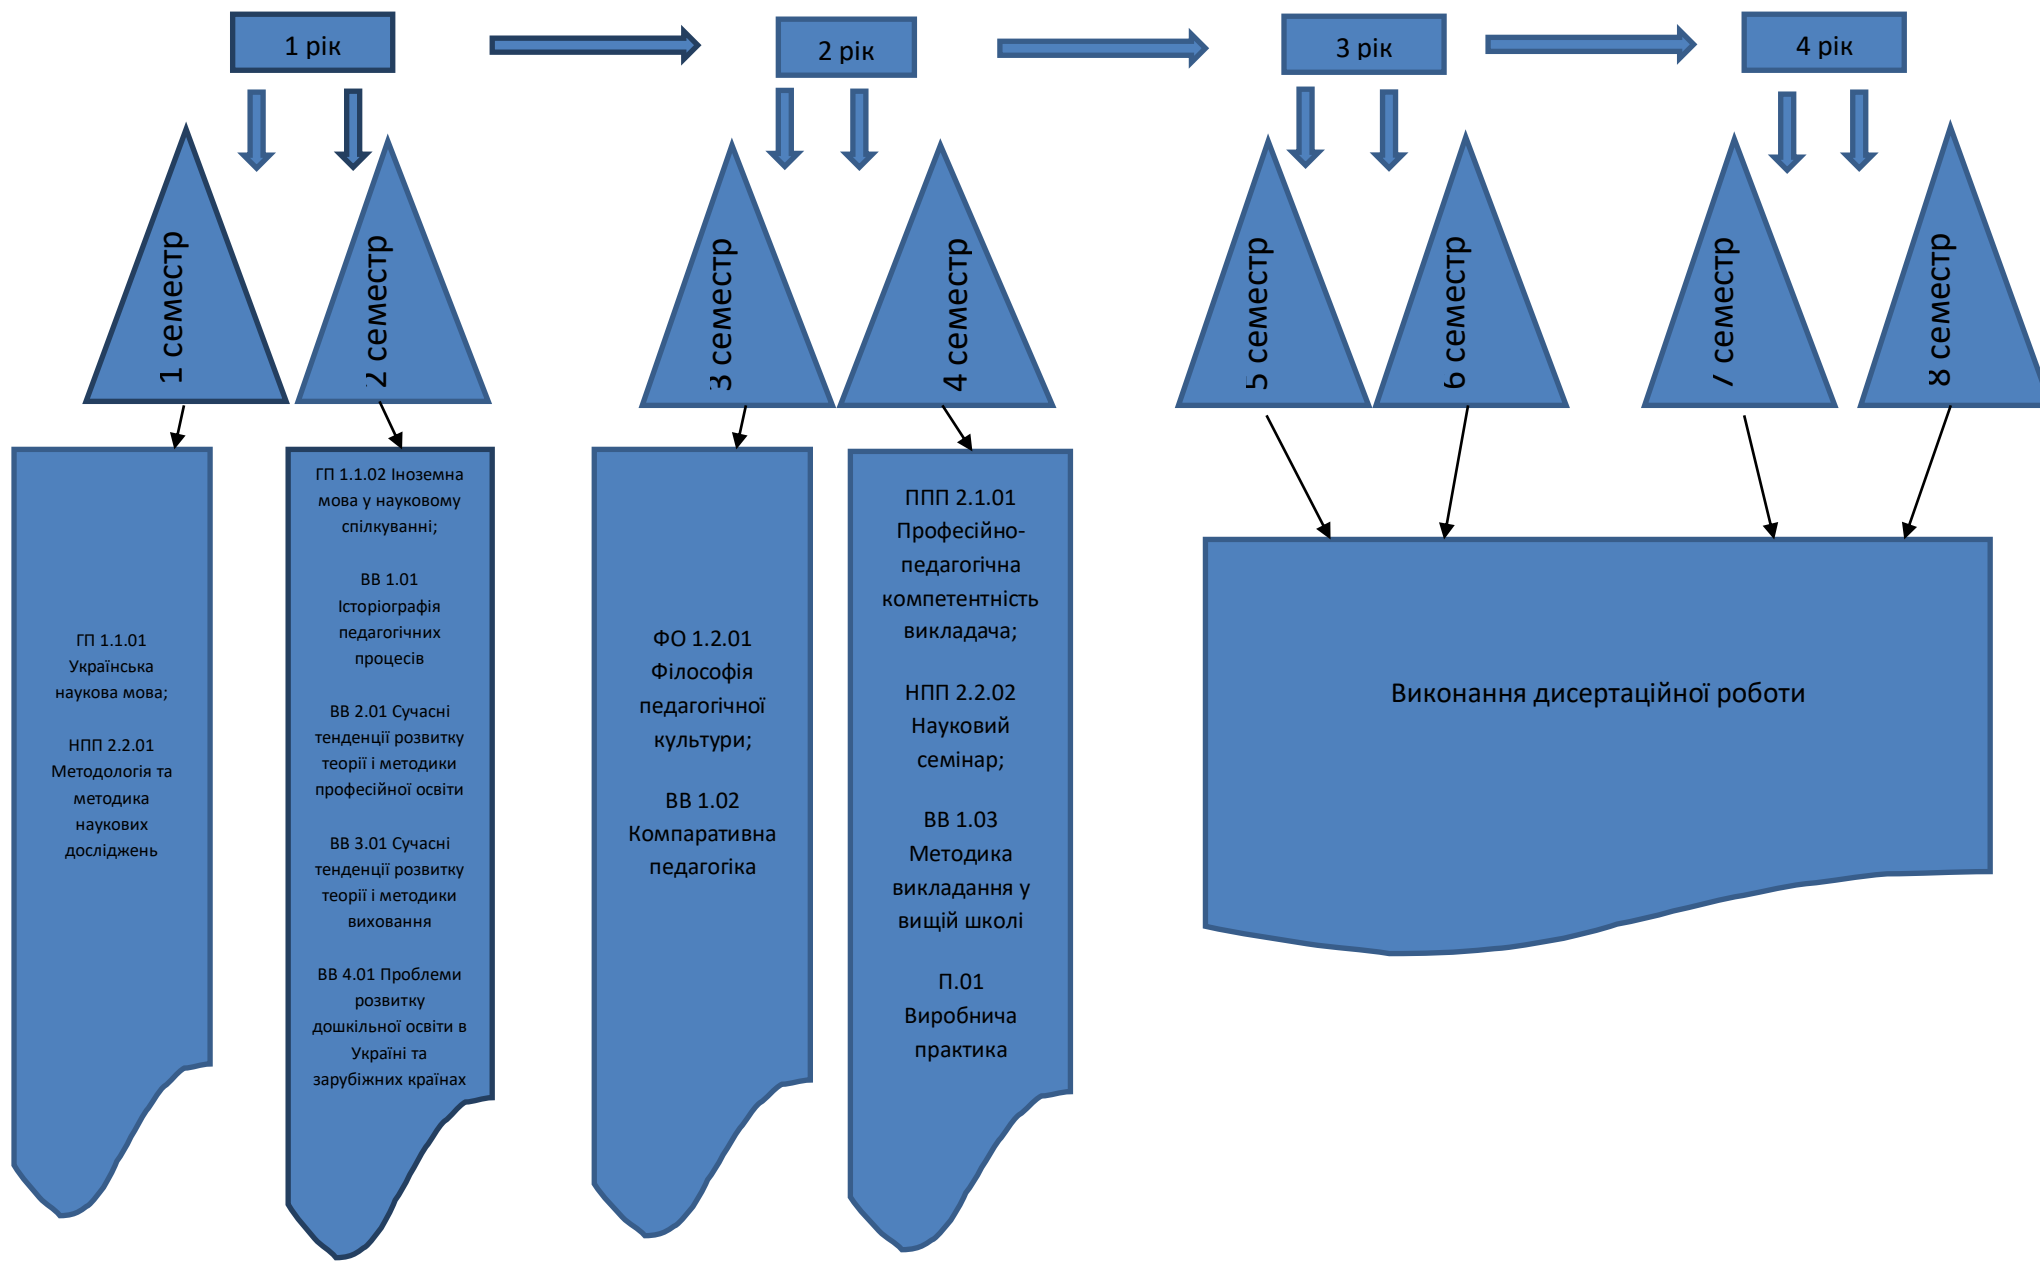 1 рік
2 рік
3 рік
4 рік
1 семестр
2 семестр
3 семестр
4 семестр
5 семестр
6 семестр
7 семестр
8 семестр
ГП 1.1.01
Українська
наукова мова;
НПП 2.2.01
Методологія та
методика
наукових
досліджень
ГП 1.1.02 Іноземна
мова у науковому
спілкуванні;
ВВ 1.01
Історіографія
педагогічних
процесів
ВВ 2.01 Сучасні
тенденції розвитку
теорії і методики
професійної освіти
ВВ 3.01 Сучасні
тенденції розвитку
теорії і методики
виховання
ВВ 4.01 Проблеми
розвитку
дошкільної освіти в
Україні та
зарубіжних країнах
ФО 1.2.01
Філософія
педагогічної
культури;
ВВ 1.02
Компаративна
педагогіка
ППП 2.1.01
Професійно-
педагогічна
компетентність
викладача;
НПП 2.2.02
Науковий
семінар;
ВВ 1.03
Методика
викладання у
вищій школі
П.01
Виробнича
практика
Виконання дисертаційної роботи